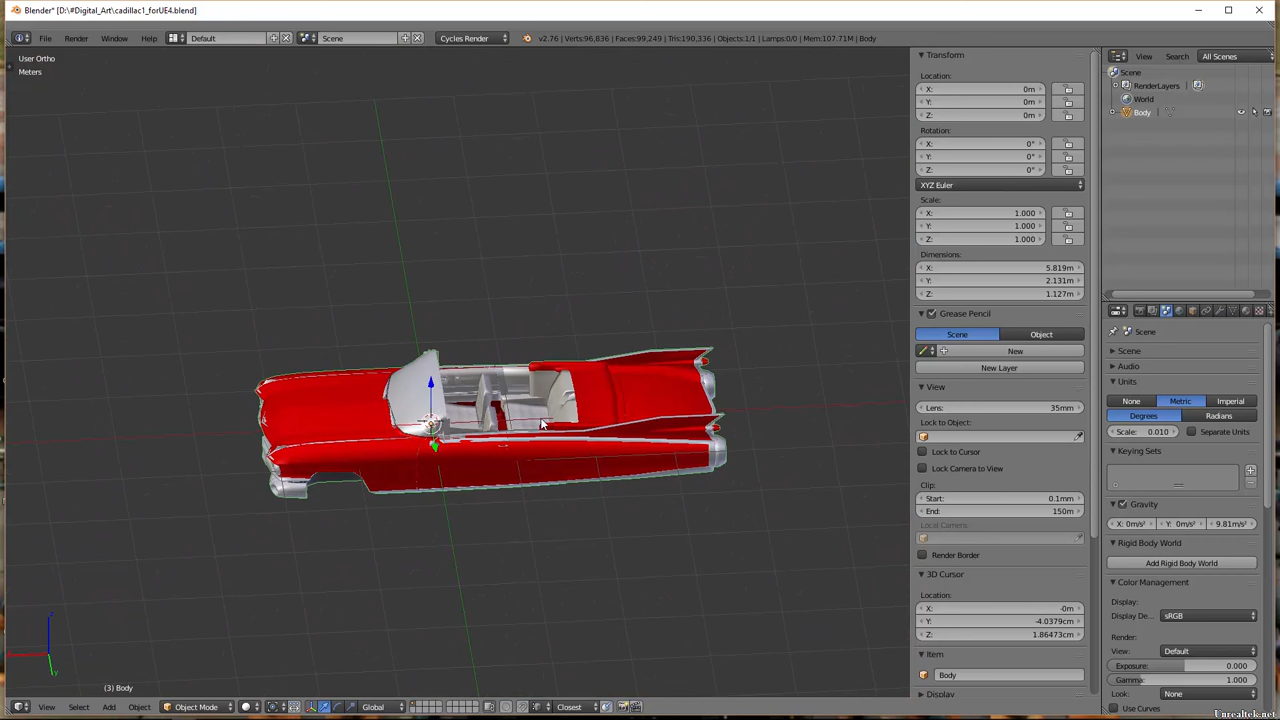 Blender* [D:\#Digital_Art\cadillac1_forUE4.blend]
File Render Window Help Default Scene Cycles Render v2.76 | Verts:96,836 | Faces:99,249 | Tris:190,336 | Objects:1/1 | Lamps:0/0 | Mem:107.71M | Body
User Ortho
Meters
(3) Body
View Select Add Object Object Mode Global Closest
Transform
Location:
X: 0m
Y: 0m
Z: 0m
Rotation:
X: 0°
Y: 0°
Z: 0°
XYZ Euler
Scale:
X: 1.000
Y: 1.000
Z: 1.000
Dimensions:
X: 5.819m
Y: 2.131m
Z: 1.127m
Grease Pencil
Scene Object
New
New Layer
View
Lens: 35mm
Lock to Object:
Lock to Cursor
Lock Camera to View
Clip:
Start: 0.1mm
End: 150m
Local Camera:
Render Border
3D Cursor
Location:
X: -0m
Y: -4.0379cm
Z: 1.86473cm
Item
Body
Display
View Search All Scenes
Scene
RenderLayers
World
Body
Scene
Scene
Audio
Units
None Metric Imperial
Degrees Radians
Scale: 0.010 Separate Units
Keying Sets
Gravity
X: 0m/s² Y: 0m/s² 9.81m/s²
Rigid Body World
Add Rigid Body World
Color Management
Display:
Display De... sRGB
Render:
View: Default
Exposure: 0.000
Gamma: 1.000
Look: None
Use Curves
Unrealtek.net